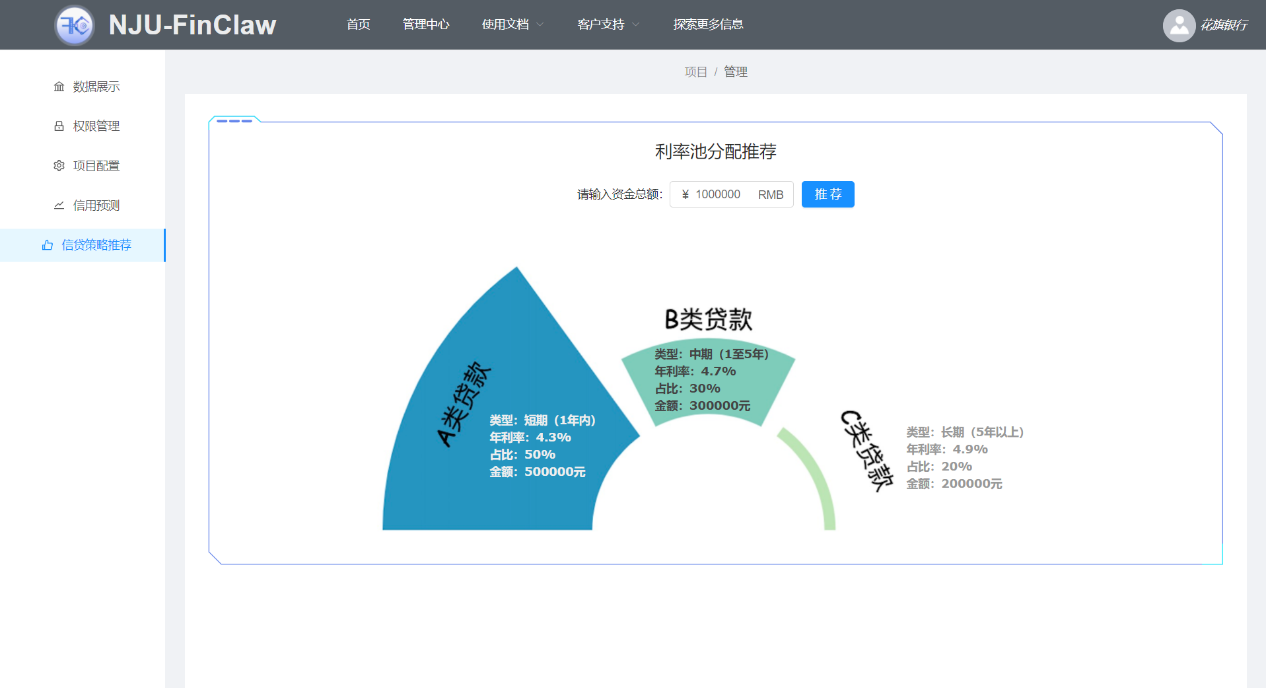 NJU-FinClaw
首页
管理中心
使用文档
客户支持
探索更多信息
花旗银行
数据展示
权限管理
项目配置
信用预测
信贷策略推荐
项目 / 管理
利率池分配推荐
请输入资金总额: ¥ 1000000 RMB 推 荐
A类贷款
类型：短期（1年内）
年利率：4.3%
占比：50%
金额：500000元
B类贷款
类型：中期（1至5年）
年利率：4.7%
占比：30%
金额：300000元
C类贷款
类型：长期（5年以上）
年利率：4.9%
占比：20%
金额：200000元